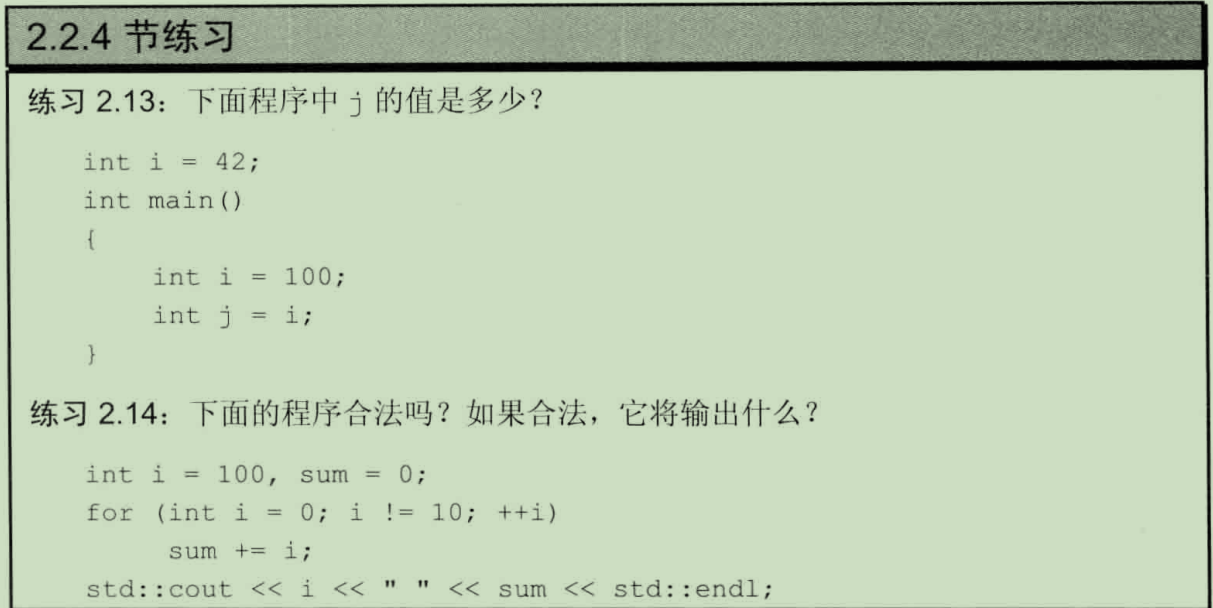 2.2.4 节练习
练习 2.13：下面程序中 j 的值是多少？
int i = 42;
int main()
{
int i = 100;
int j = i;
}
练习 2.14：下面的程序合法吗？如果合法，它将输出什么？
int i = 100, sum = 0;
for (int i = 0; i != 10; ++i)
sum += i;
std::cout << i << " " << sum << std::endl;